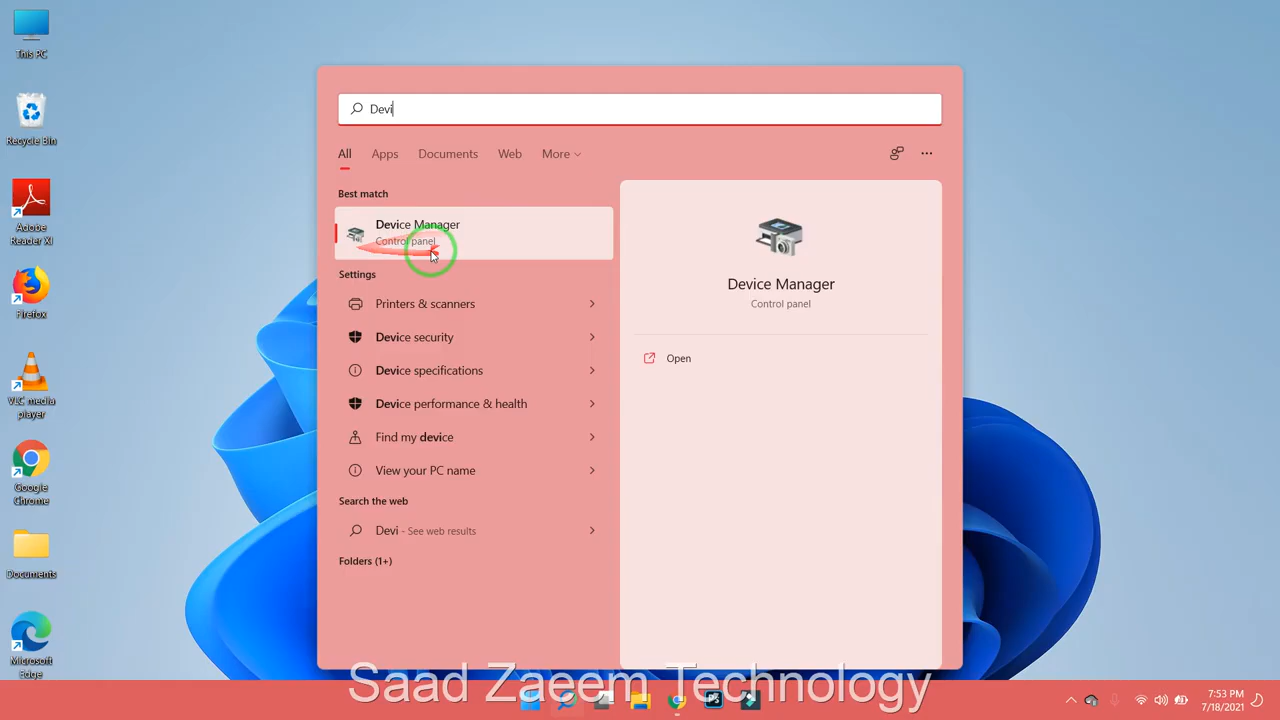 This PC
Recycle Bin
Adobe
Reader XI
Firefox
VLC media
player
Google
Chrome
Documents
Microsoft
Edge
Devi
All Apps Documents Web More
Best match
Device Manager
Control panel
Settings
Printers & scanners
Device security
Device specifications
Device performance & health
Find my device
View your PC name
Search the web
Devi - See web results
Folders (1+)
Device Manager
Control panel
Open
Saad Zaeem Technology
Ps
7:53 PM
7/18/2021